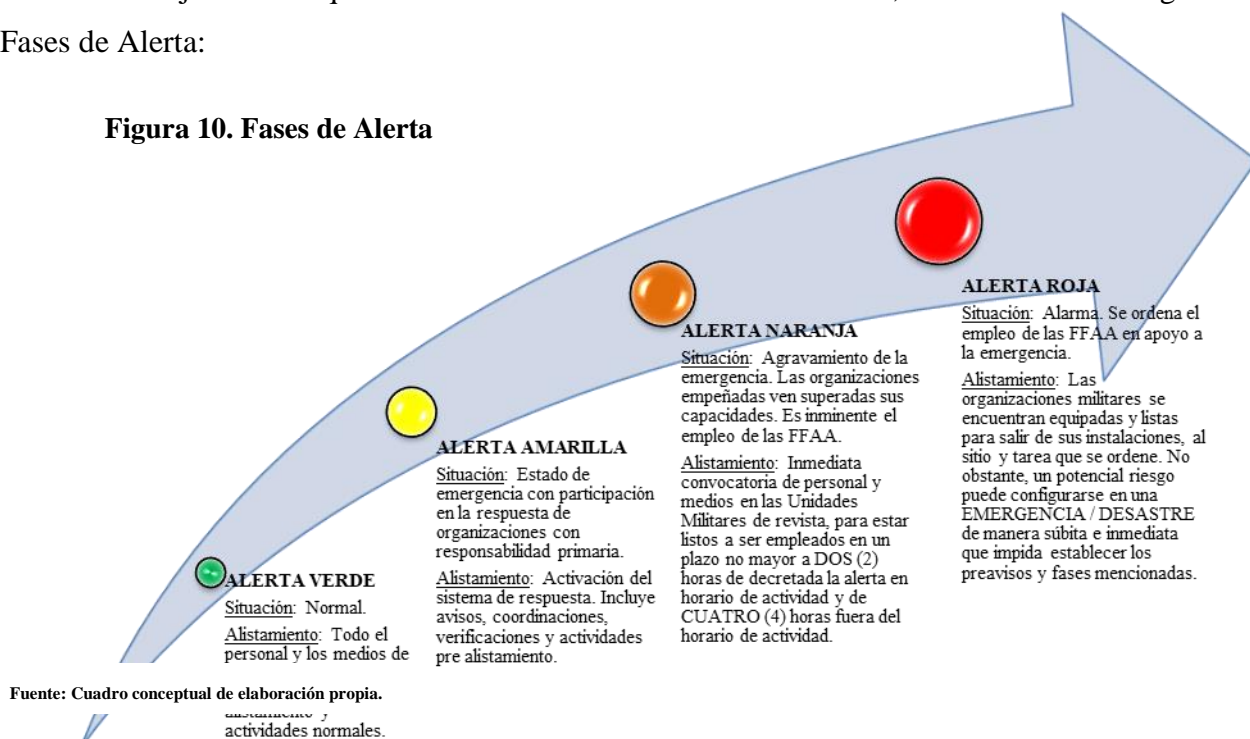 Fases de Alerta:
Figura 10. Fases de Alerta
ALERTA ROJA
Situación: Alarma. Se ordena el
empleo de las FFAA en apoyo a
la emergencia.
Alistamiento: Las
organizaciones militares se
encuentran equipadas y listas
para salir de sus instalaciones, al
sitio y tarea que se ordene. No
obstante, un potencial riesgo
puede configurarse en una
EMERGENCIA / DESASTRE
de manera súbita e inmediata
que impida establecer los
preavisos y fases mencionadas.
ALERTA NARANJA
Situación: Agravamiento de la
emergencia. Las organizaciones
empeñadas ven superadas sus
capacidades. Es inminente el
empleo de las FFAA.
Alistamiento: Inmediata
convocatoria de personal y
medios en las Unidades
Militares de revista, para estar
listos a ser empleados en un
plazo no mayor a DOS (2)
horas de decretada la alerta en
horario de actividad y de
CUATRO (4) horas fuera del
horario de actividad.
ALERTA AMARILLA
Situación: Estado de
emergencia con participación
en la respuesta de
organizaciones con
responsabilidad primaria.
Alistamiento: Activación del
sistema de respuesta. Incluye
avisos, coordinaciones,
verificaciones y actividades
pre alistamiento.
ALERTA VERDE
Situación: Normal.
Alistamiento: Todo el
personal y los medios de
Fuente: Cuadro conceptual de elaboración propia.
alistamiento y
actividades normales.